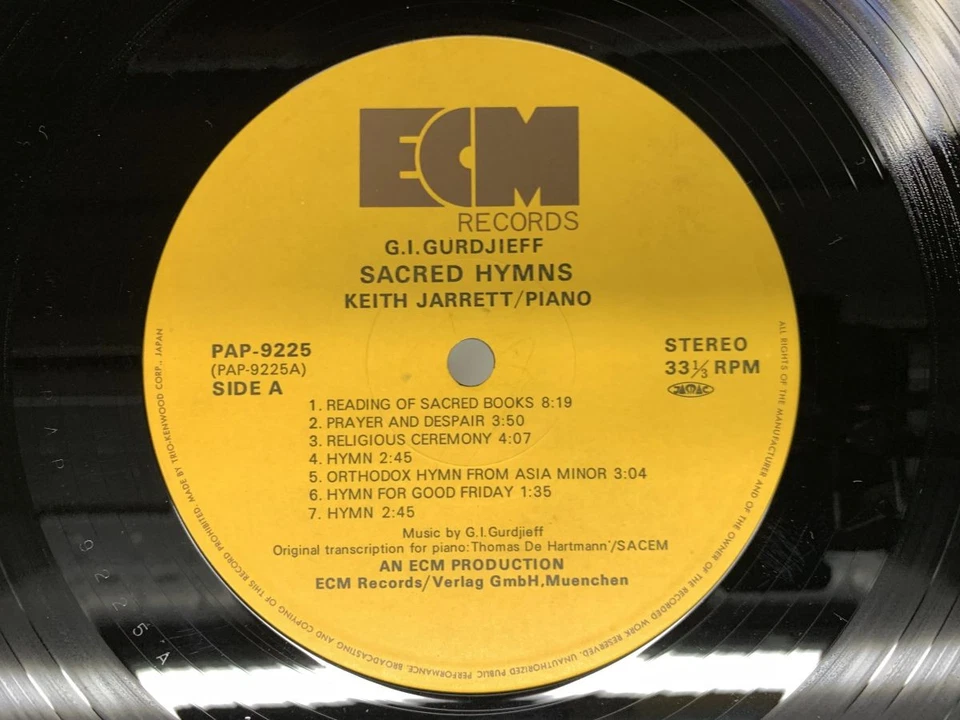 ECM
RECORDS
G.I.GURDJIEFF
SACRED HYMNS
KEITH JARRETT/PIANO
PAP-9225
(PAP-9225A)
SIDE A
STEREO
33⅓ RPM
JASRAC
1. READING OF SACRED BOOKS 8:19
2. PRAYER AND DESPAIR 3:50
3. RELIGIOUS CEREMONY 4:07
4. HYMN 2:45
5. ORTHODOX HYMN FROM ASIA MINOR 3:04
6. HYMN FOR GOOD FRIDAY 1:35
7. HYMN 2:45
Music by G.I.Gurdjieff
Original transcription for piano:Thomas De Hartmann/SACEM
AN ECM PRODUCTION
ECM Records/Verlag GmbH,Muenchen
ALL RIGHTS OF THE MANUFACTURER AND OF THE OWNER OF THE RECORDED WORK RESERVED. UNAUTHORIZED PUBLIC PERFORMANCE, BROADCASTING AND COPYING OF THIS RECORD PROHIBITED. MADE BY TRIO-KENWOOD CORP., JAPAN
P A P 9 2 2 5 A